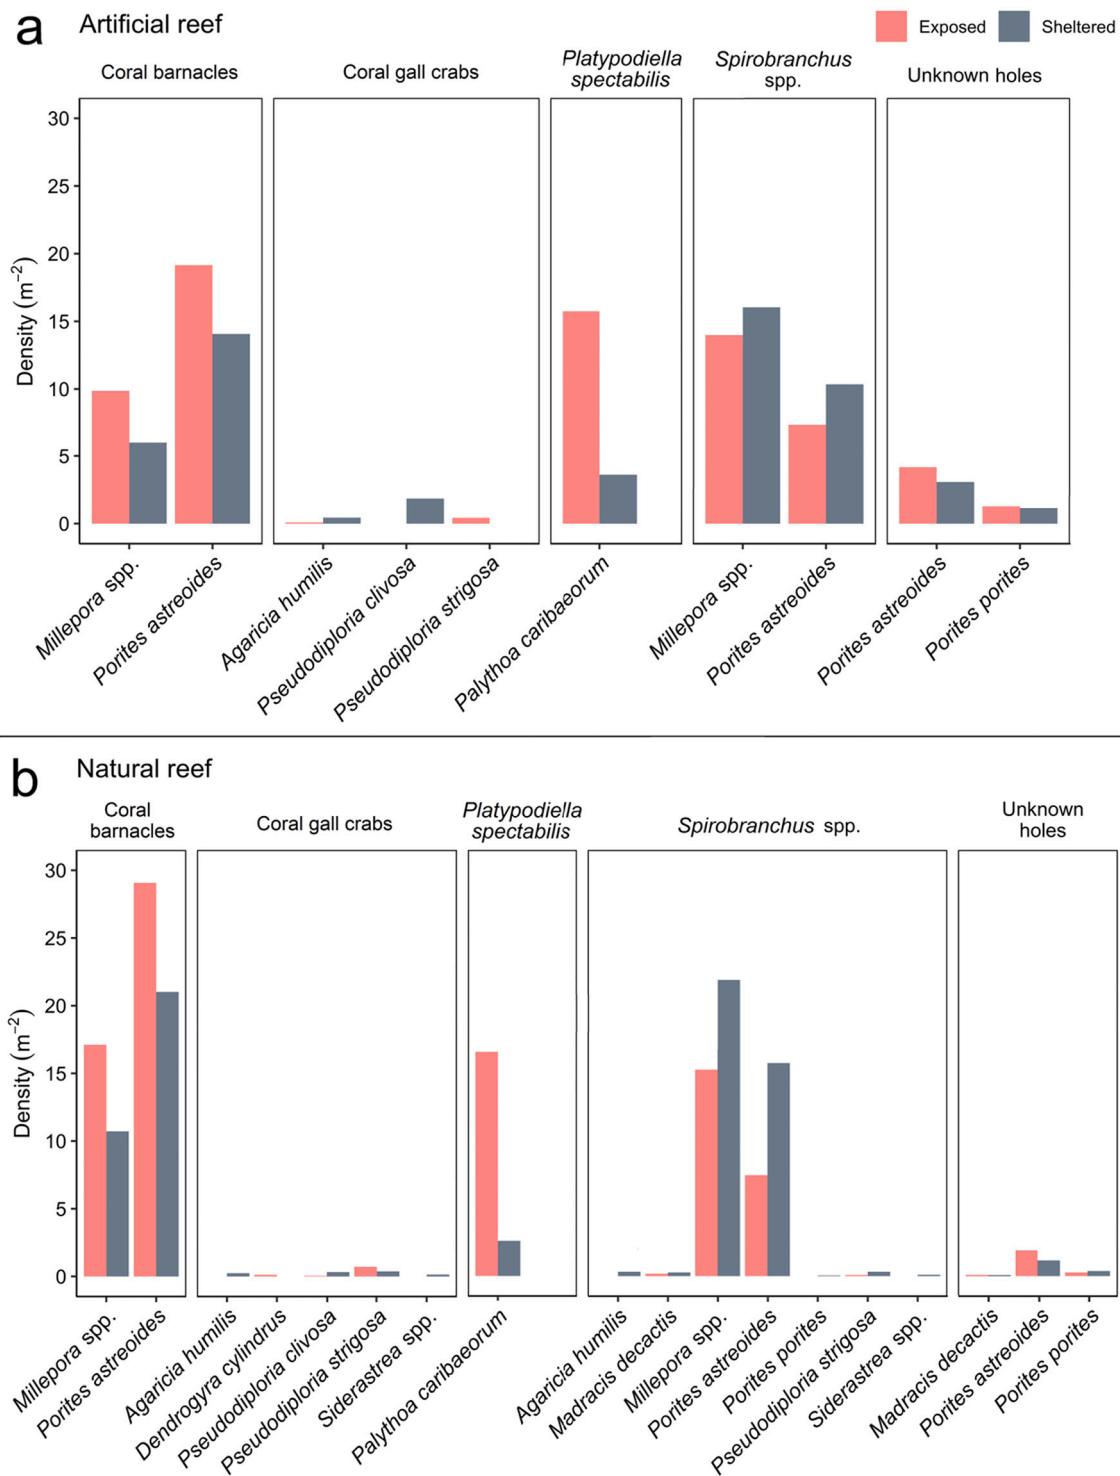 a Artificial reef
Exposed Sheltered
Coral barnacles
Coral gall crabs
Platypodiella
spectabilis
Spirobranchus
spp.
Unknown holes
Density (m−2)
30
25
20
15
10
5
0
Millepora spp.
Porites astreoides
Agaricia humilis
Pseudodiploria clivosa
Pseudodiploria strigosa
Palythoa caribaeorum
Millepora spp.
Porites astreoides
Porites astreoides
Porites porites
b Natural reef
Coral
barnacles
Coral gall crabs
Platypodiella
spectabilis
Spirobranchus spp.
Unknown
holes
Density (m−2)
30
25
20
15
10
5
0
Millepora spp.
Porites astreoides
Agaricia humilis
Dendrogyra cylindrus
Pseudodiploria clivosa
Pseudodiploria strigosa
Siderastrea spp.
Palythoa caribaeorum
Agaricia humilis
Madracis decactis
Millepora spp.
Porites astreoides
Porites porites
Pseudodiploria strigosa
Siderastrea spp.
Madracis decactis
Porites astreoides
Porites porites